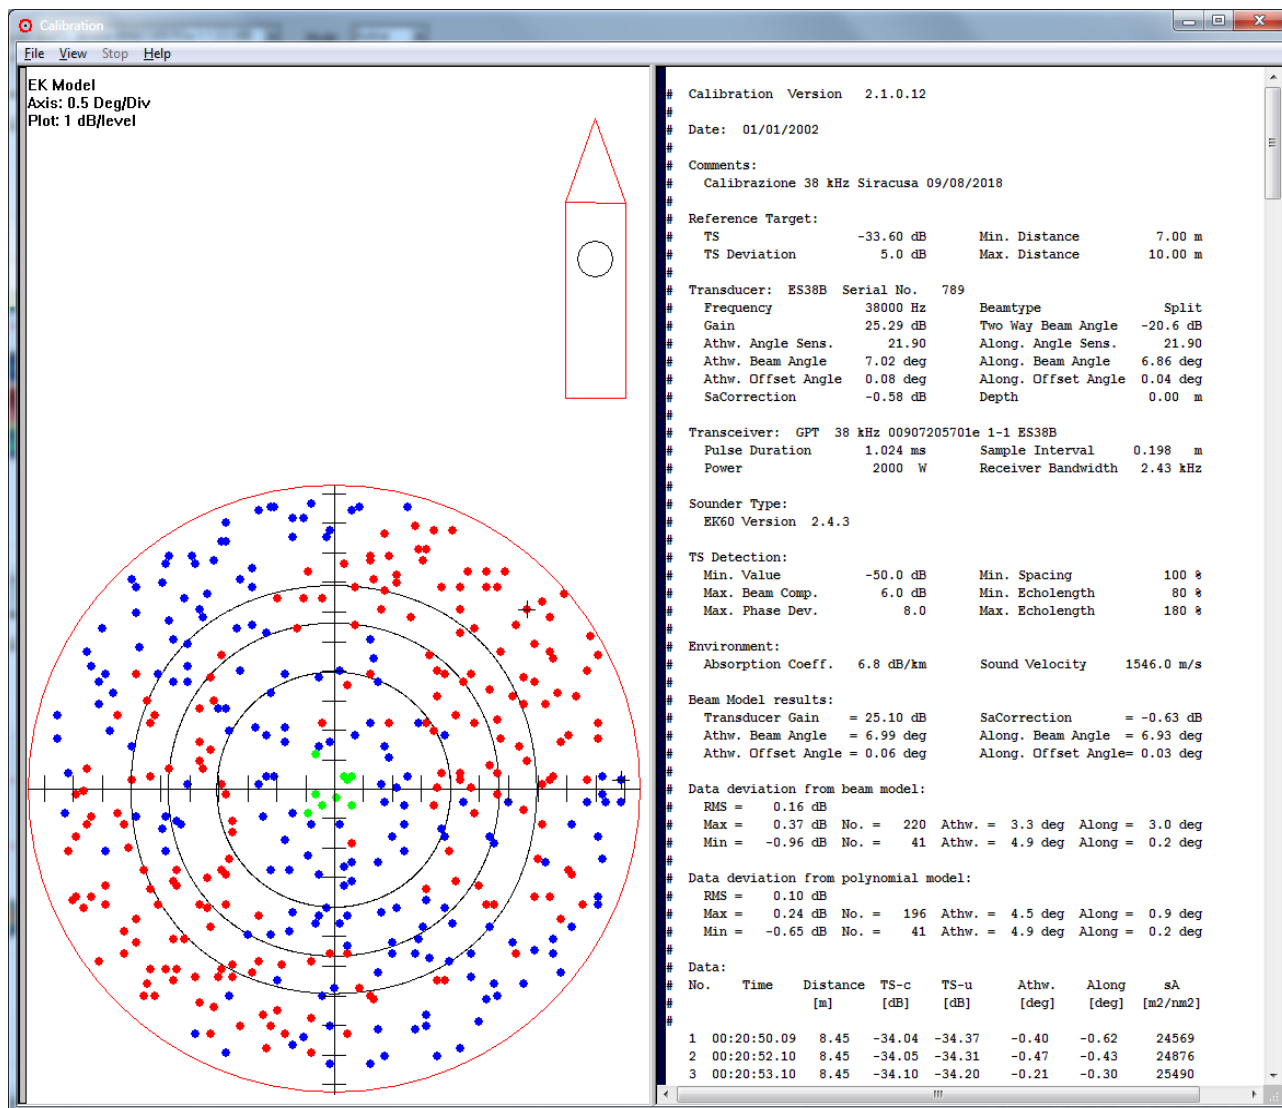 Calibration
File View Stop Help
EK Model
Axis: 0.5 Deg/Div
Plot: 1 dB/level
# Calibration Version 2.1.0.12
#
# Date: 01/01/2002
#
# Comments:
# Calibrazione 38 kHz Siracusa 09/08/2018
#
# Reference Target:
# TS -33.60 dB Min. Distance 7.00 m
# TS Deviation 5.0 dB Max. Distance 10.00 m
#
# Transducer: ES38B Serial No. 789
# Frequency 38000 Hz Beamtype Split
# Gain 25.29 dB Two Way Beam Angle -20.6 dB
# Athw. Angle Sens. 21.90 Along. Angle Sens. 21.90
# Athw. Beam Angle 7.02 deg Along. Beam Angle 6.86 deg
# Athw. Offset Angle 0.08 deg Along. Offset Angle 0.04 deg
# SaCorrection -0.58 dB Depth 0.00 m
#
# Transceiver: GPT 38 kHz 00907205701e 1-1 ES38B
# Pulse Duration 1.024 ms Sample Interval 0.198 m
# Power 2000 W Receiver Bandwidth 2.43 kHz
#
# Sounder Type:
# EK60 Version 2.4.3
#
# TS Detection:
# Min. Value -50.0 dB Min. Spacing 100 %
# Max. Beam Comp. 6.0 dB Min. Echolength 80 %
# Max. Phase Dev. 8.0 Max. Echolength 180 %
#
# Environment:
# Absorption Coeff. 6.8 dB/km Sound Velocity 1546.0 m/s
#
# Beam Model results:
# Transducer Gain = 25.10 dB SaCorrection = -0.63 dB
# Athw. Beam Angle = 6.99 deg Along. Beam Angle = 6.93 deg
# Athw. Offset Angle = 0.06 deg Along. Offset Angle= 0.03 deg
#
# Data deviation from beam model:
# RMS = 0.16 dB
# Max = 0.37 dB No. = 220 Athw. = 3.3 deg Along = 3.0 deg
# Min = -0.96 dB No. = 41 Athw. = 4.9 deg Along = 0.2 deg
#
# Data deviation from polynomial model:
# RMS = 0.10 dB
# Max = 0.24 dB No. = 196 Athw. = 4.5 deg Along = 0.9 deg
# Min = -0.65 dB No. = 41 Athw. = 4.9 deg Along = 0.2 deg
#
# Data:
# No. Time Distance TS-c TS-u Athw. Along sA
# [m] [dB] [dB] [deg] [deg] [m2/nm2]
#
1 00:20:50.09 8.45 -34.04 -34.37 -0.40 -0.62 24569
2 00:20:52.10 8.45 -34.05 -34.31 -0.47 -0.43 24876
3 00:20:53.10 8.45 -34.10 -34.20 -0.21 -0.30 25490